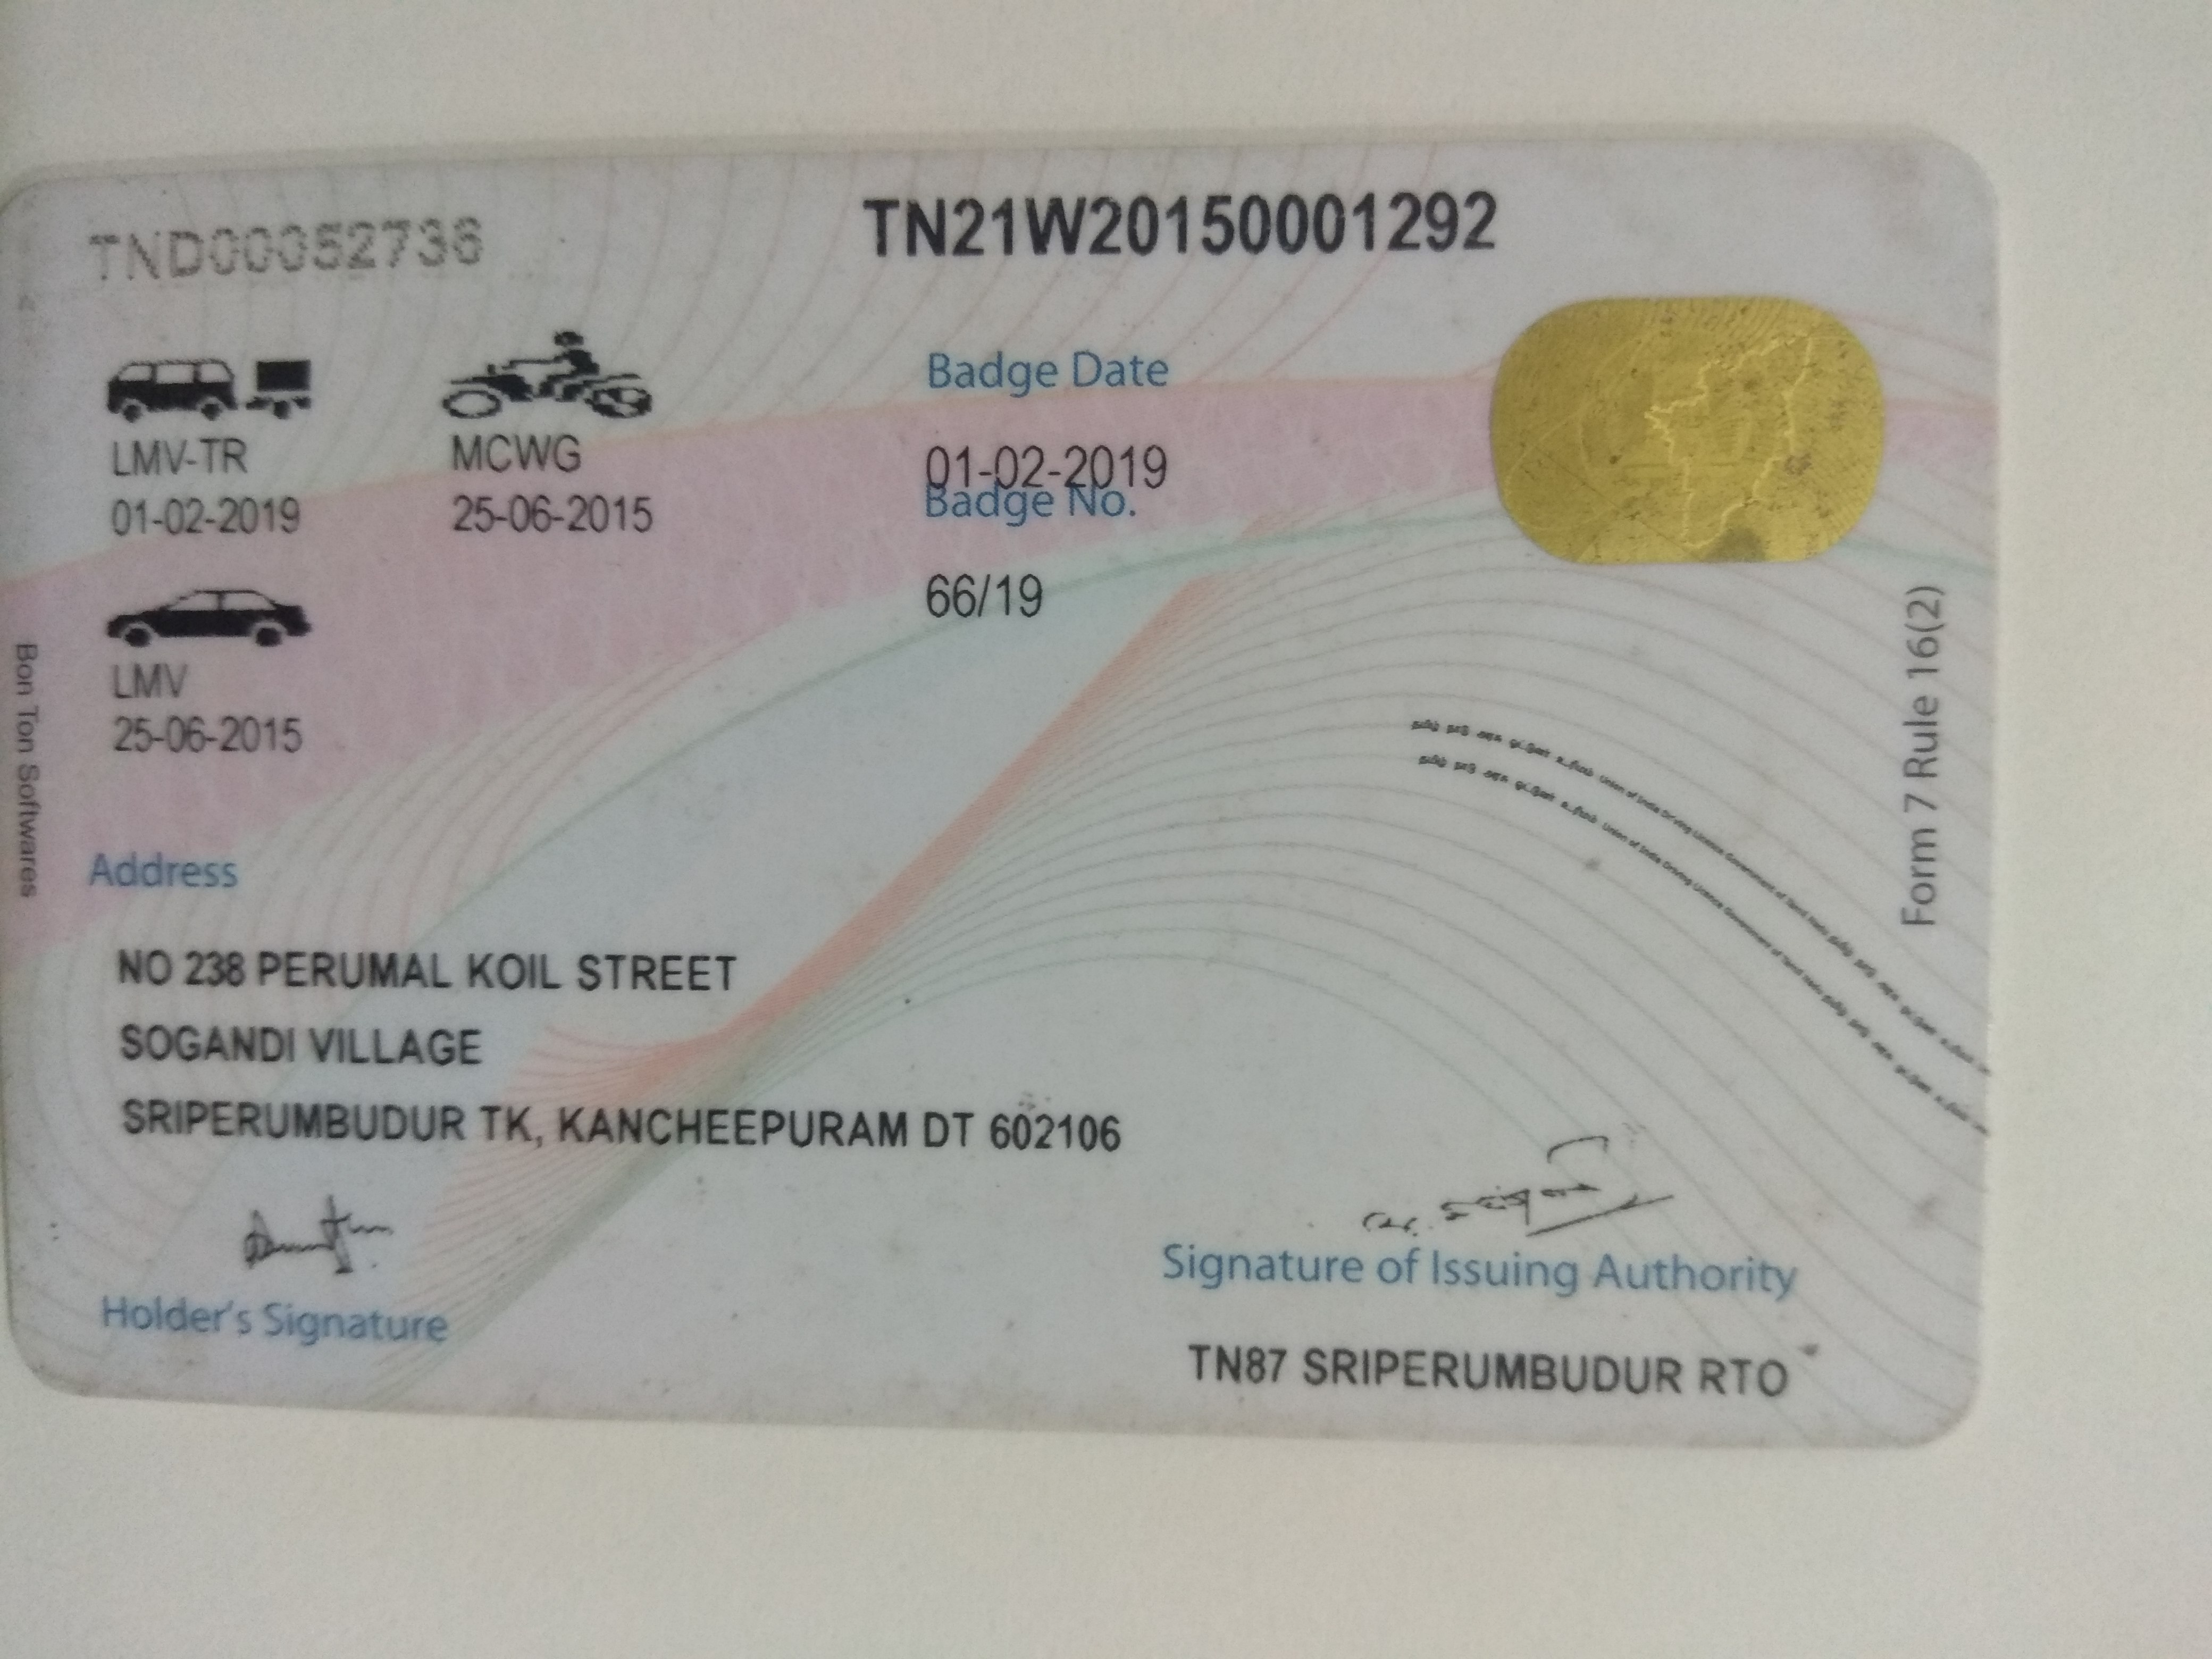 TND00052736
TN21W20150001292
LMV-TR
01-02-2019
MCWG
25-06-2015
Badge Date
01-02-2019
Badge No.
66/19
LMV
25-06-2015
Bon Ton Softwares
Form 7 Rule 16(2)
Address
NO 238 PERUMAL KOIL STREET
SOGANDI VILLAGE
SRIPERUMBUDUR TK, KANCHEEPURAM DT 602106
Holder's Signature
Signature of Issuing Authority
TN87 SRIPERUMBUDUR RTO